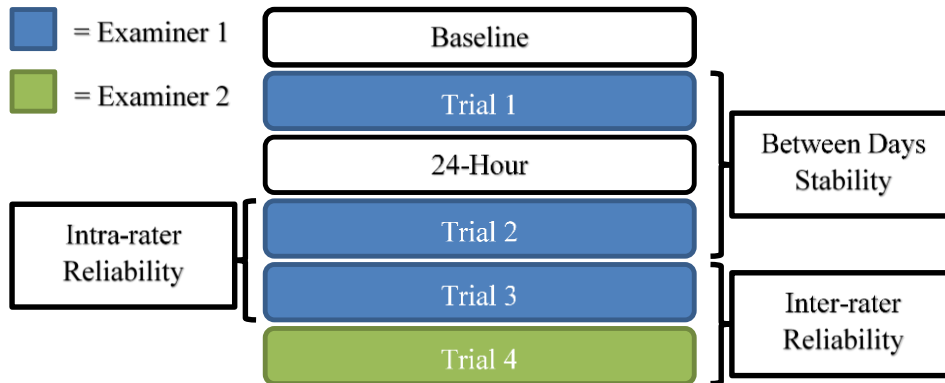 = Examiner 1
= Examiner 2
Baseline
Trial 1
24-Hour
Trial 2
Trial 3
Trial 4
Between Days
Stability
Intra-rater
Reliability
Inter-rater
Reliability